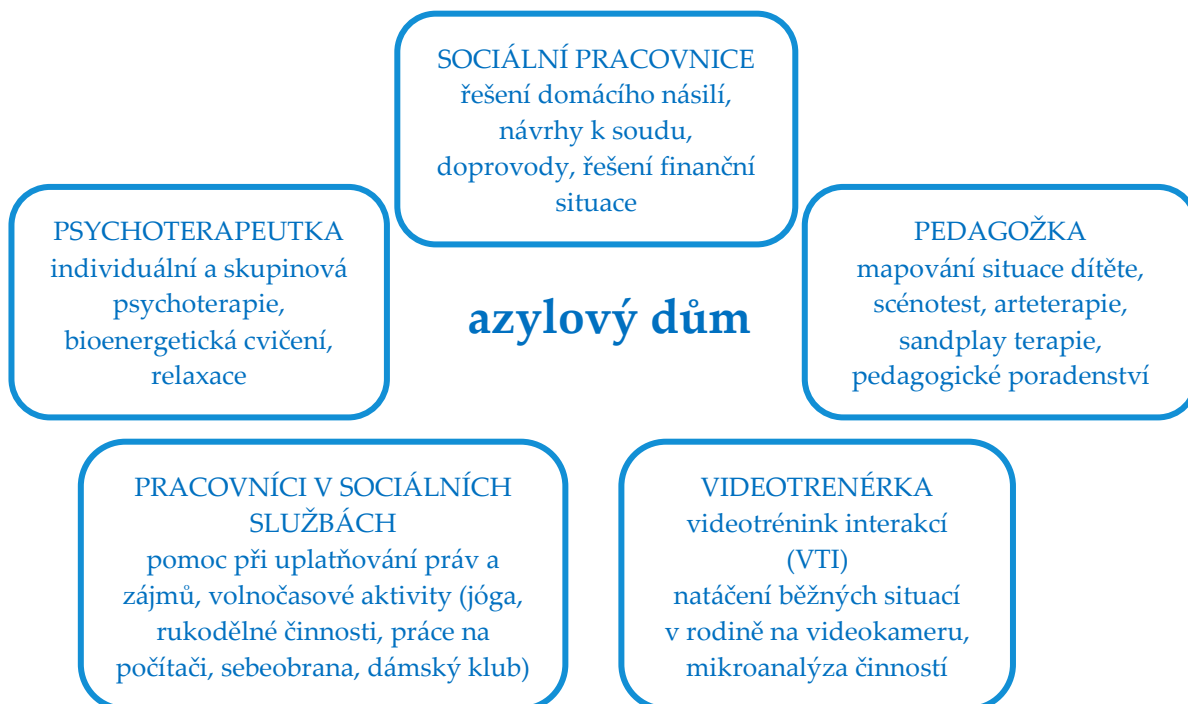 SOCIÁLNÍ PRACOVNICE
řešení domácího násilí,
návrhy k soudu,
doprovody, řešení finanční
situace
PSYCHOTERAPEUTKA
individuální a skupinová
psychoterapie,
bioenergetická cvičení,
relaxace
azylový dům
PEDAGOŽKA
mapování situace dítěte,
scénotest, arteterapie,
sandplay terapie,
pedagogické poradenství
PRACOVNÍCI V SOCIÁLNÍCH
SLUŽBÁCH
pomoc při uplatňování práv a
zájmů, volnočasové aktivity (jóga,
rukodělné činnosti, práce na
počítači, sebeobrana, dámský klub)
VIDEOTRENÉRKA
videotrénink interakcí
(VTI)
natáčení běžných situací
v rodině na videokameru,
mikroanalýza činností